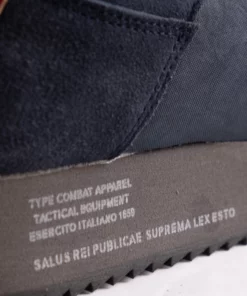 TYPE COMBAT APPAREL
TACTICAL EQUIPMENT
ESERCITO ITALIANO 1659
SALUS REI PUBLICAE SUPREMA LEX ESTO